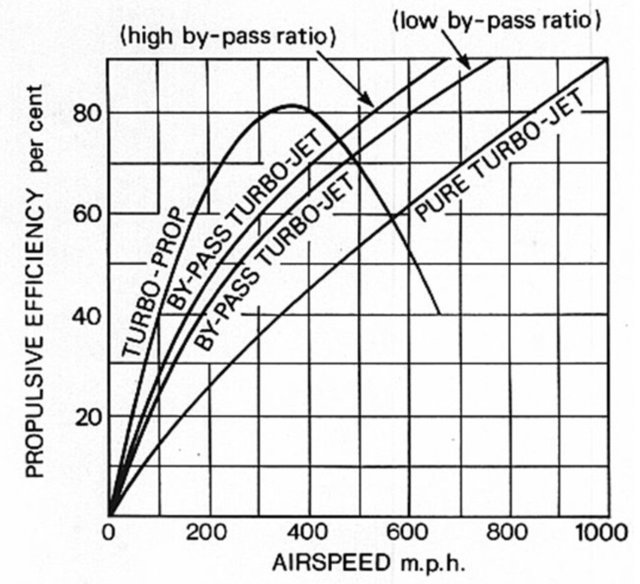 (high by-pass ratio)
(low by-pass ratio)
PROPULSIVE EFFICIENCY per cent
80
60
40
20
TURBO-PROP
BY-PASS TURBO-JET
BY-PASS TURBO-JET
PURE TURBO-JET
0
200
400
600
800
1000
AIRSPEED m.p.h.